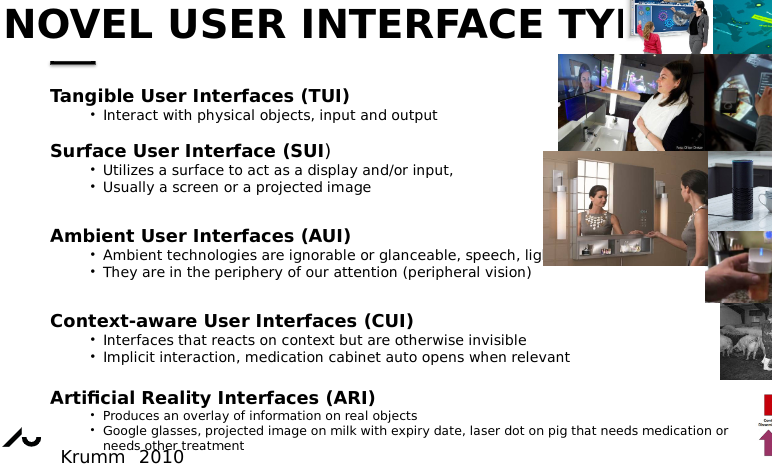 NOVEL USER INTERFACE TYI
Tangible User Interfaces (TUI)
• Interact with physical objects, input and output
Surface User Interface (SUI)
• Utilizes a surface to act as a display and/or input,
• Usually a screen or a projected image
Ambient User Interfaces (AUI)
• Ambient technologies are ignorable or glanceable, speech, lig
• They are in the periphery of our attention (peripheral vision)
Context-aware User Interfaces (CUI)
• Interfaces that reacts on context but are otherwise invisible
• Implicit interaction, medication cabinet auto opens when relevant
Artificial Reality Interfaces (ARI)
• Produces an overlay of information on real objects
• Google glasses, projected image on milk with expiry date, laser dot on pig that needs medication or
needs other treatment
Krumm 2010